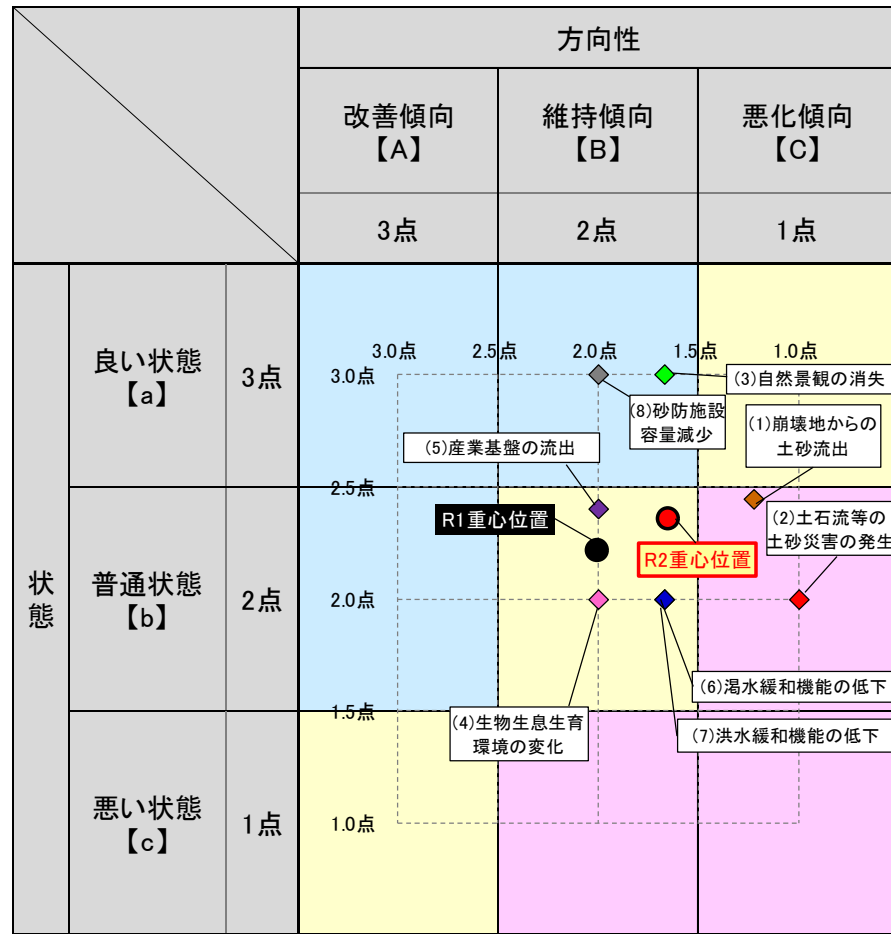 方向性
改善傾向
【A】
維持傾向
【B】
悪化傾向
【C】
3点
2点
1点
状
態
良い状態
【a】
3点
普通状態
【b】
2点
悪い状態
【c】
1点
3.0点
2.5点
2.0点
1.5点
1.0点
3.0点
2.5点
2.0点
1.5点
1.0点
(3)自然景観の消失
(8)砂防施設
容量減少
(1)崩壊地からの
土砂流出
(5)産業基盤の流出
R1重心位置
(2)土石流等の
土砂災害の発生
R2重心位置
(6)渇水緩和機能の低下
(4)生物生息生育
環境の変化
(7)洪水緩和機能の低下